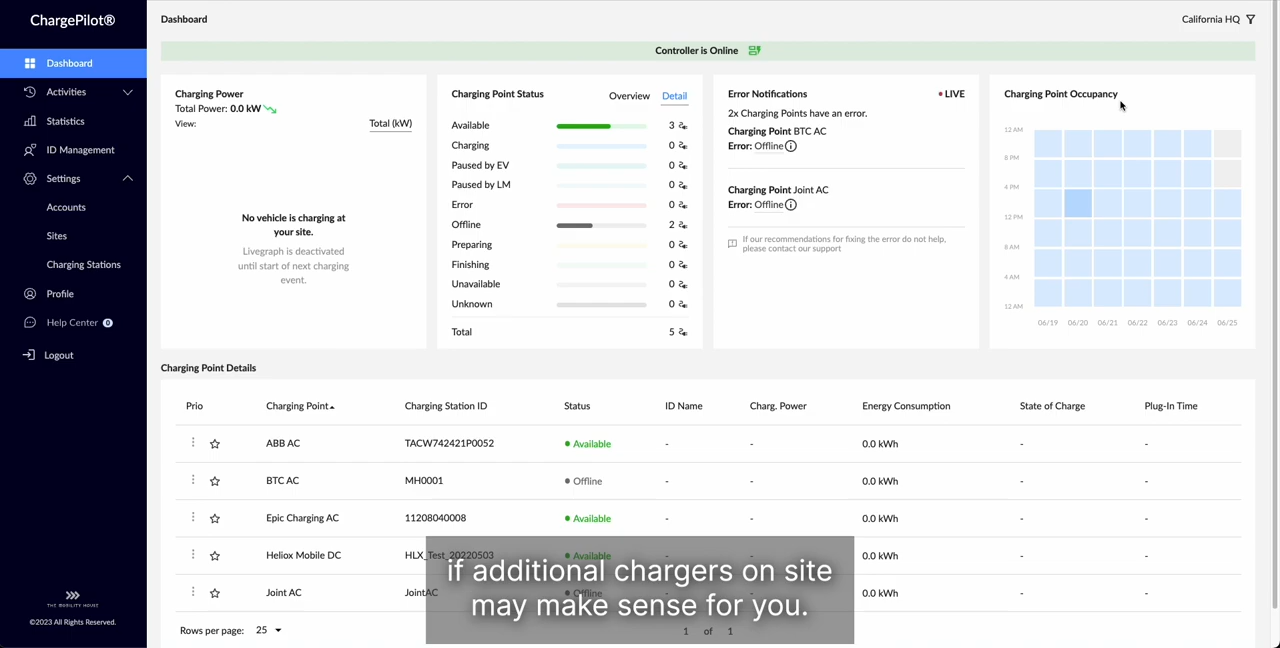 ChargePilot®
Dashboard
Activities
Statistics
ID Management
Settings
Accounts
Sites
Charging Stations
Profile
Help Center 0
Logout
THE MOBILITY HOUSE
©2023 All Rights Reserved.
Dashboard
California HQ
Controller is Online
Charging Power
Total Power: 0.0 kW
View: Total (kW)
No vehicle is charging at
your site.
Livegraph is deactivated
until start of next charging
event.
Charging Point Status Overview Detail
Available 3
Charging 0
Paused by EV 0
Paused by LM 0
Error 0
Offline 2
Preparing 0
Finishing 0
Unavailable 0
Unknown 0
Total 5
Error Notifications • LIVE
2x Charging Points have an error.
Charging Point BTC AC
Error: Offline
Charging Point Joint AC
Error: Offline
If our recommendations for fixing the error do not help,
please contact our support
Charging Point Occupancy
12 AM
8 PM
4 PM
12 PM
8 AM
4 AM
12 AM
06/19 06/20 06/21 06/22 06/23 06/24 06/25
Charging Point Details
Prio Charging Point Charging Station ID Status ID Name Charg. Power Energy Consumption State of Charge Plug-In Time
ABB AC TACW742421P0052 Available - - 0.0 kWh - -
BTC AC MH0001 Offline - - 0.0 kWh - -
Epic Charging AC 11208040008 Available - - 0.0 kWh - -
Heliox Mobile DC HLX_Test_20220503 Available - - 0.0 kWh - -
Joint AC JointAC Offline - - 0.0 kWh - -
if additional chargers on site
may make sense for you.
Rows per page: 25 1 of 1